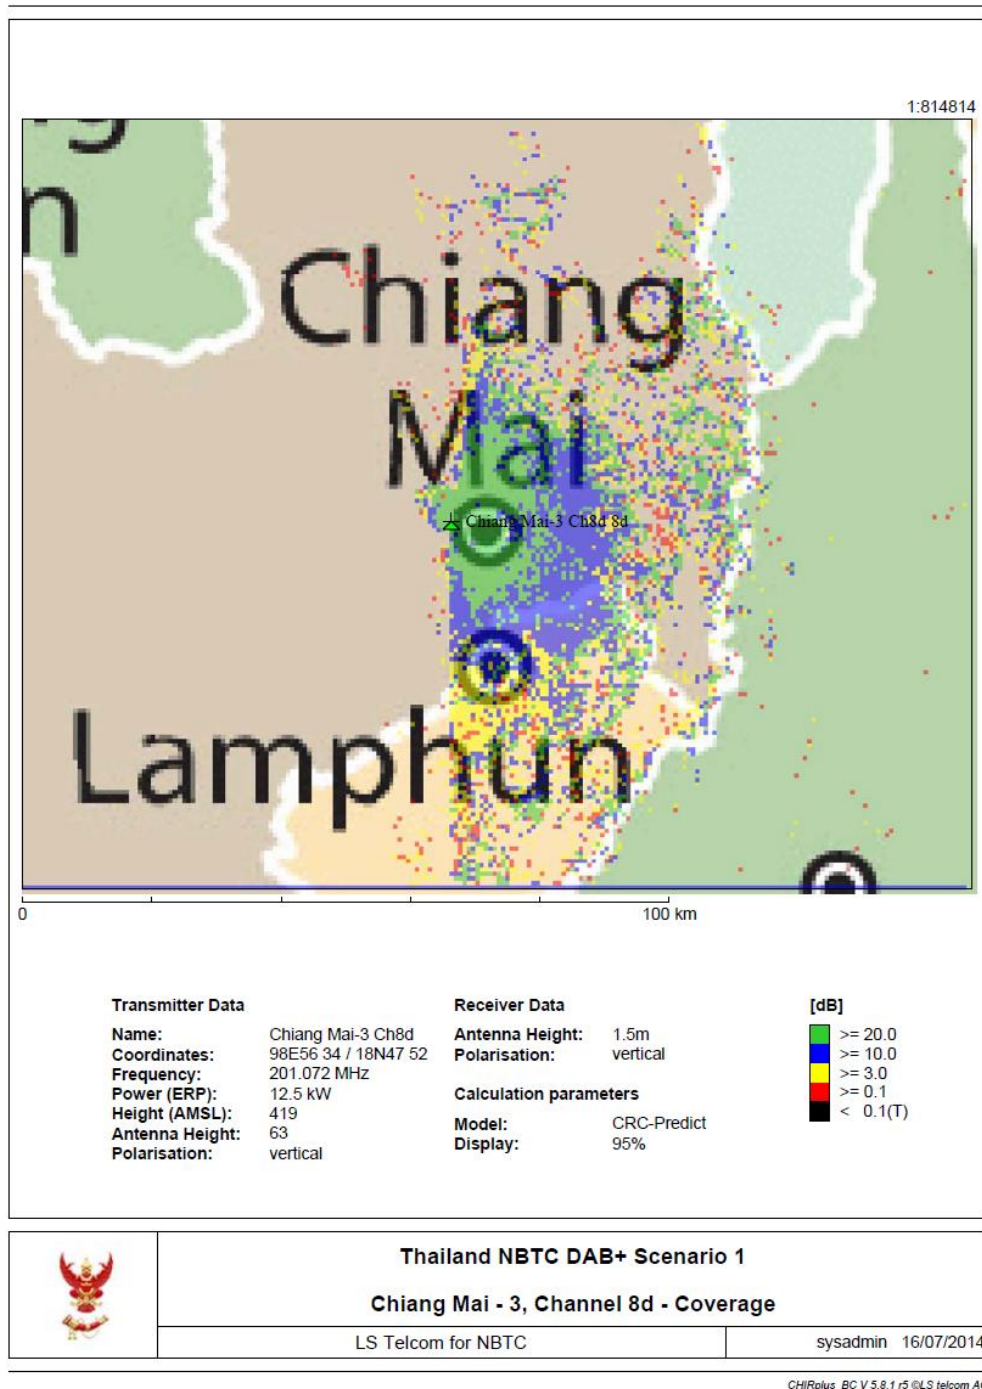 1:814814
g
n
Chiang
Mai
Chiang Mai-3 Ch8d 8d
Lamphun
0 100 km
Transmitter Data
Name: Chiang Mai-3 Ch8d
Coordinates: 98E56 34 / 18N47 52
Frequency: 201.072 MHz
Power (ERP): 12.5 kW
Height (AMSL): 419
Antenna Height: 63
Polarisation: vertical
Receiver Data
Antenna Height: 1.5m
Polarisation: vertical
Calculation parameters
Model: CRC-Predict
Display: 95%
[dB]
>= 20.0
>= 10.0
>= 3.0
>= 0.1
< 0.1(T)
Thailand NBTC DAB+ Scenario 1
Chiang Mai - 3, Channel 8d - Coverage
LS Telcom for NBTC
sysadmin 16/07/2014
CHIRplus_BC V 5.8.1 r5 ©LS telcom AG